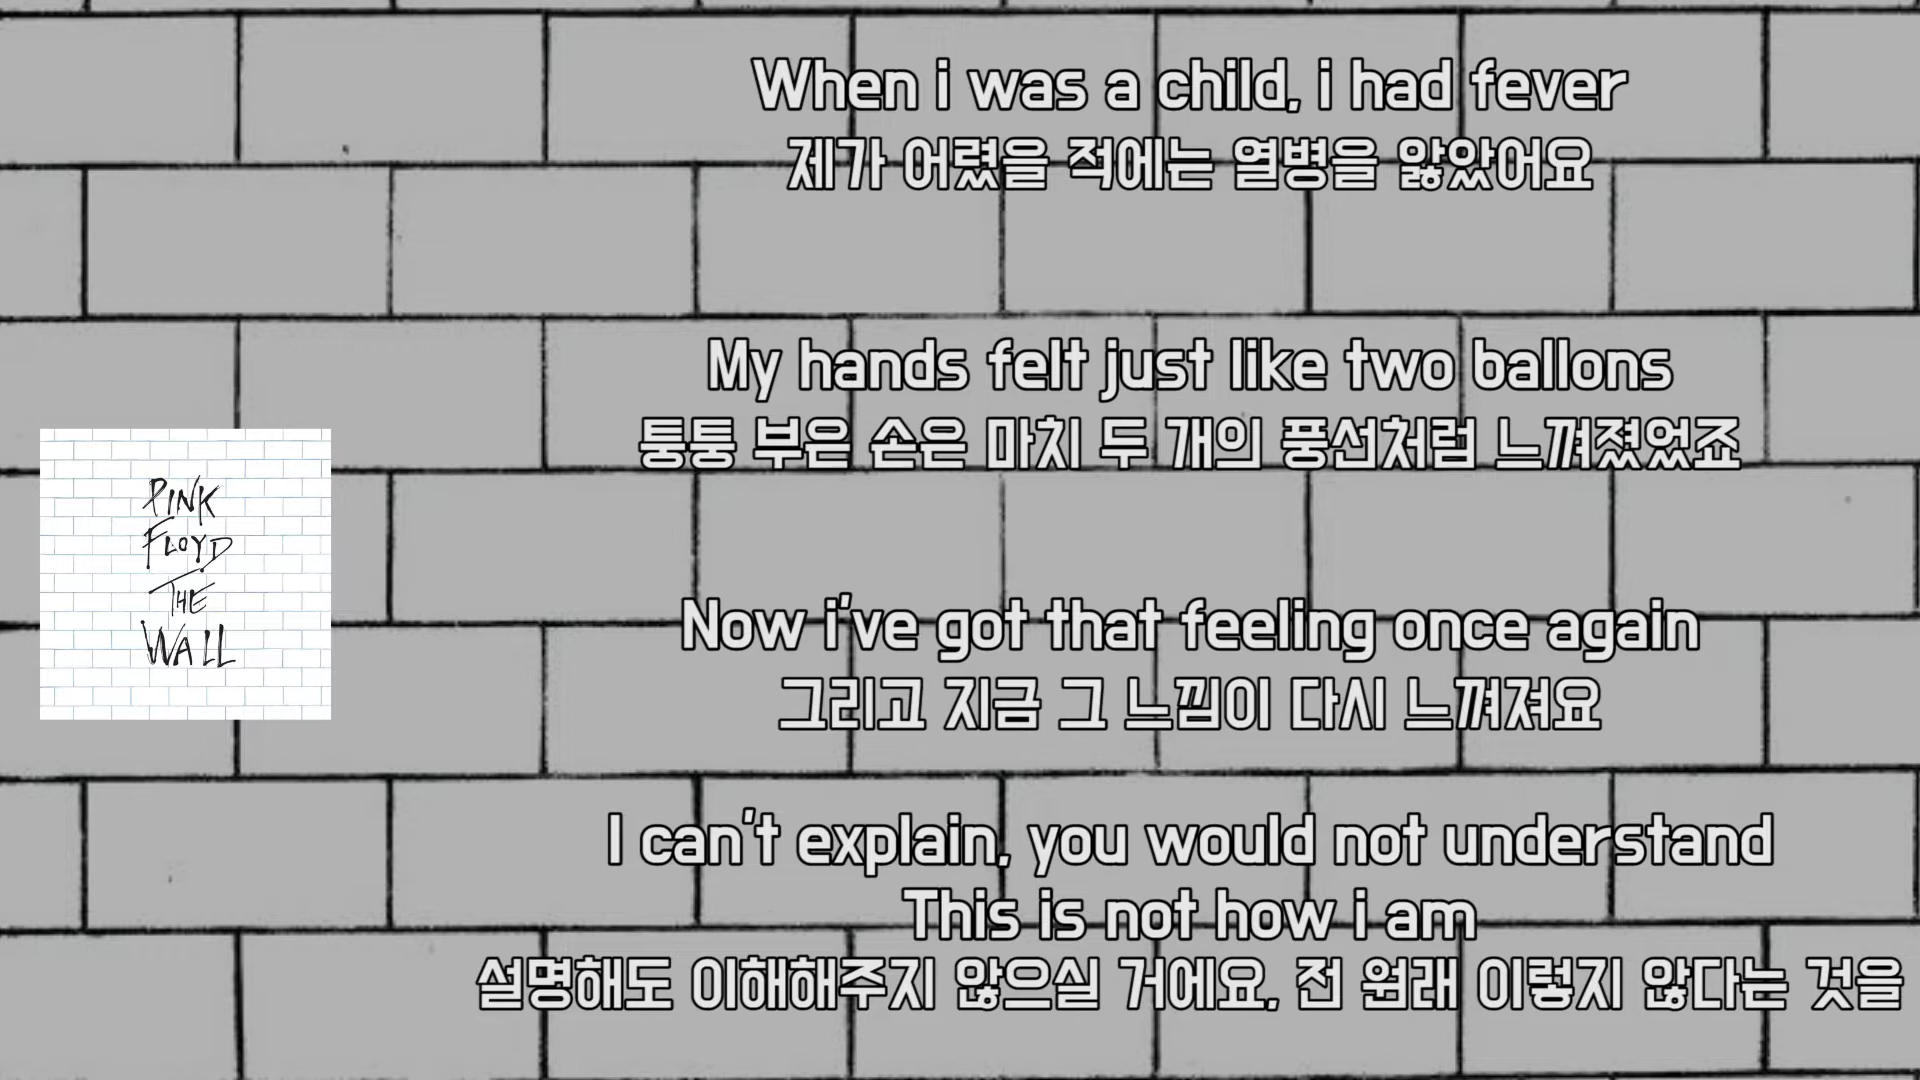 When i was a child, i had fever
제가 어렸을 적에는 열병을 앓았어요
My hands felt just like two ballons
퉁퉁 부은 손은 마치 두 개의 풍선처럼 느껴졌었죠
PINK
FLOYD
THE
WALL
Now i've got that feeling once again
그리고 지금 그 느낌이 다시 느껴져요
I can't explain, you would not understand
This is not how i am
설명해도 이해해주지 않으실 거에요, 전 원래 이렇지 않다는 것을